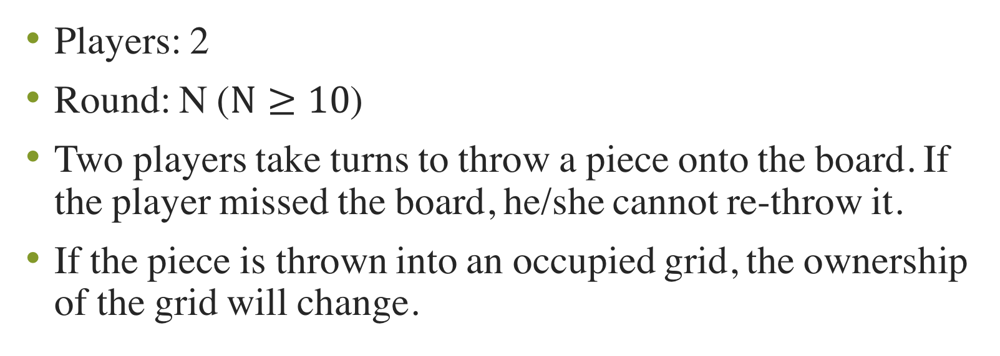 • Players: 2
• Round: N (N ≥ 10)
• Two players take turns to throw a piece onto the board. If
the player missed the board, he/she cannot re-throw it.
• If the piece is thrown into an occupied grid, the ownership
of the grid will change.